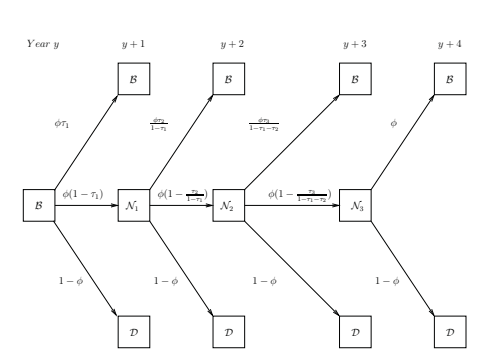 Year y y + 1 y + 2 y + 3 y + 4
B B B B
ϕτ₁ ϕτ₂/(1−τ₁) ϕτ₃/(1−τ₁−τ₂) ϕ
ϕ(1 − τ₁) ϕ(1 − τ₂/(1−τ₁)) ϕ(1 − τ₃/(1−τ₁−τ₂))
B N₁ N₂ N₃
1 − ϕ 1 − ϕ 1 − ϕ 1 − ϕ
D D D D